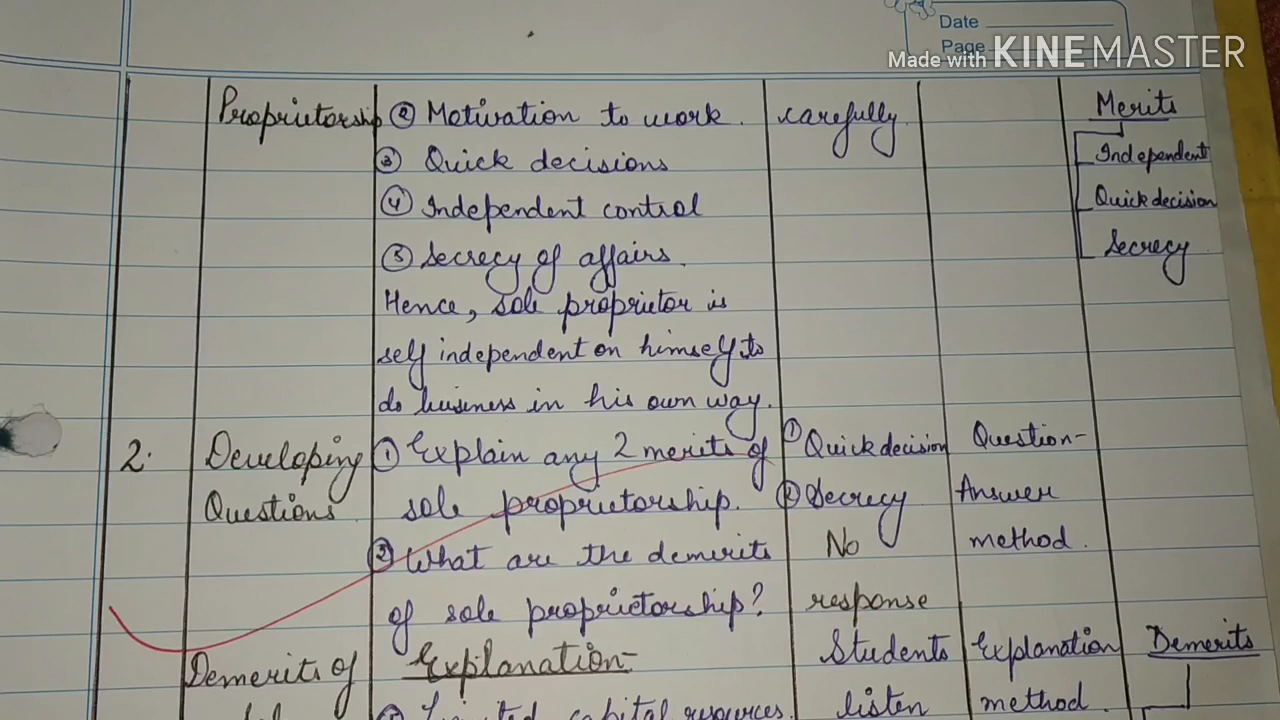 Date
Page
Made with KINEMASTER
Proprietorship ② Motivation to work. carefully. Merits
③ Quick decisions Independent
④ Independent control Quick decision
⑤ Secrecy of affairs. Secrecy
Hence, sole proprietor is
self independent on himself to
do business in his own way.
2. Developing ① Explain any 2 merits of ① Quick decision Question-
Questions. sole proprietorship. ② Secrecy Answer
② What are the demerits No method.
of sole proprietorship? response
Demerits of Explanation- Students Explanation Demerits
① Limited capital resources. listen method.